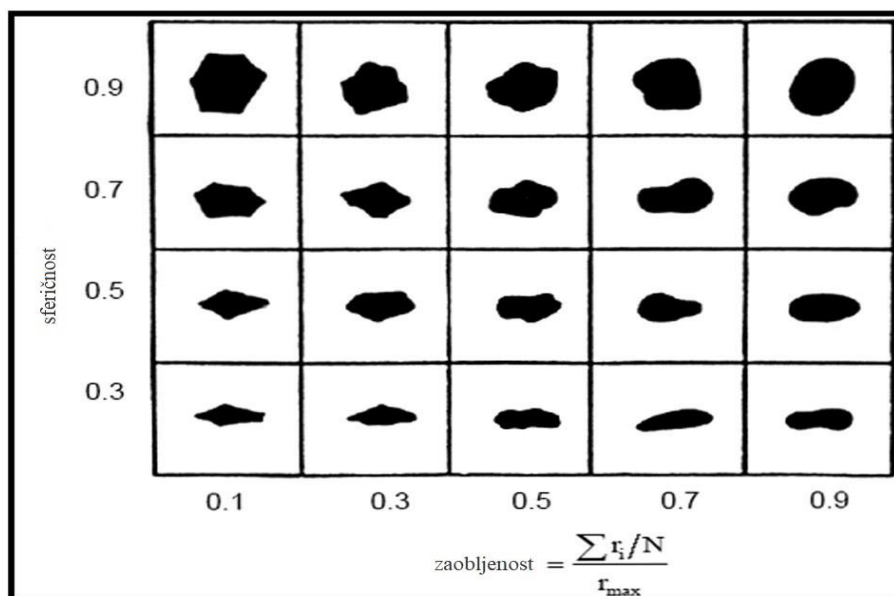 0.9
0.7
sferičnost
0.5
0.3
0.1 0.3 0.5 0.7 0.9
zaobljenost = ∑ r_i/N
r_max